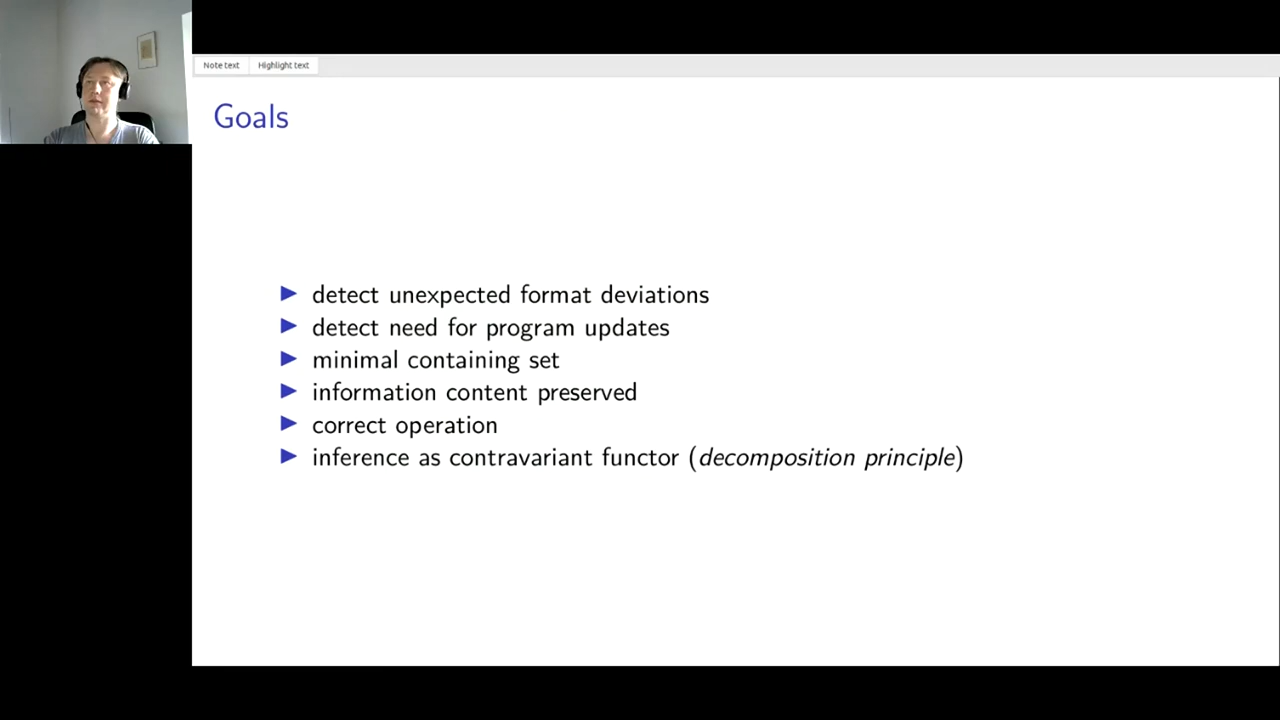 Note text Highlight text
Goals
▶ detect unexpected format deviations
▶ detect need for program updates
▶ minimal containing set
▶ information content preserved
▶ correct operation
▶ inference as contravariant functor (decomposition principle)